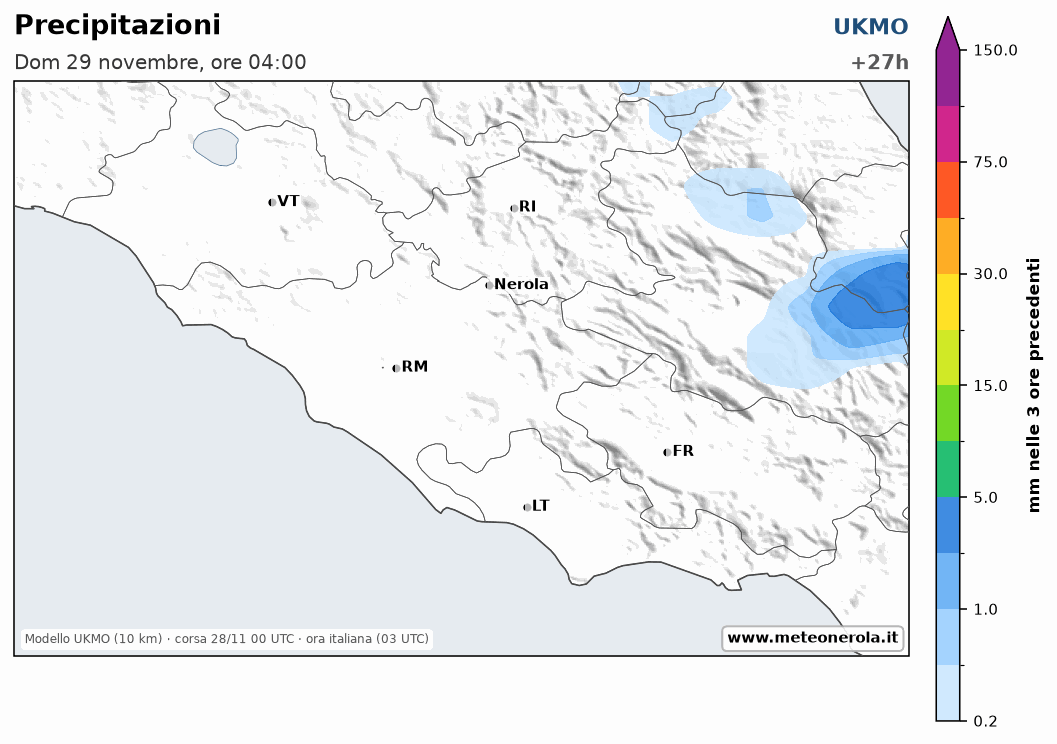 Precipitazioni
UKMO
Dom 29 novembre, ore 04:00
+27h
150.0
75.0
30.0
15.0
5.0
1.0
0.2
mm nelle 3 ore precedenti
VT
RI
Nerola
RM
FR
LT
Modello UKMO (10 km) · corsa 28/11 00 UTC · ora italiana (03 UTC)
www.meteonerola.it